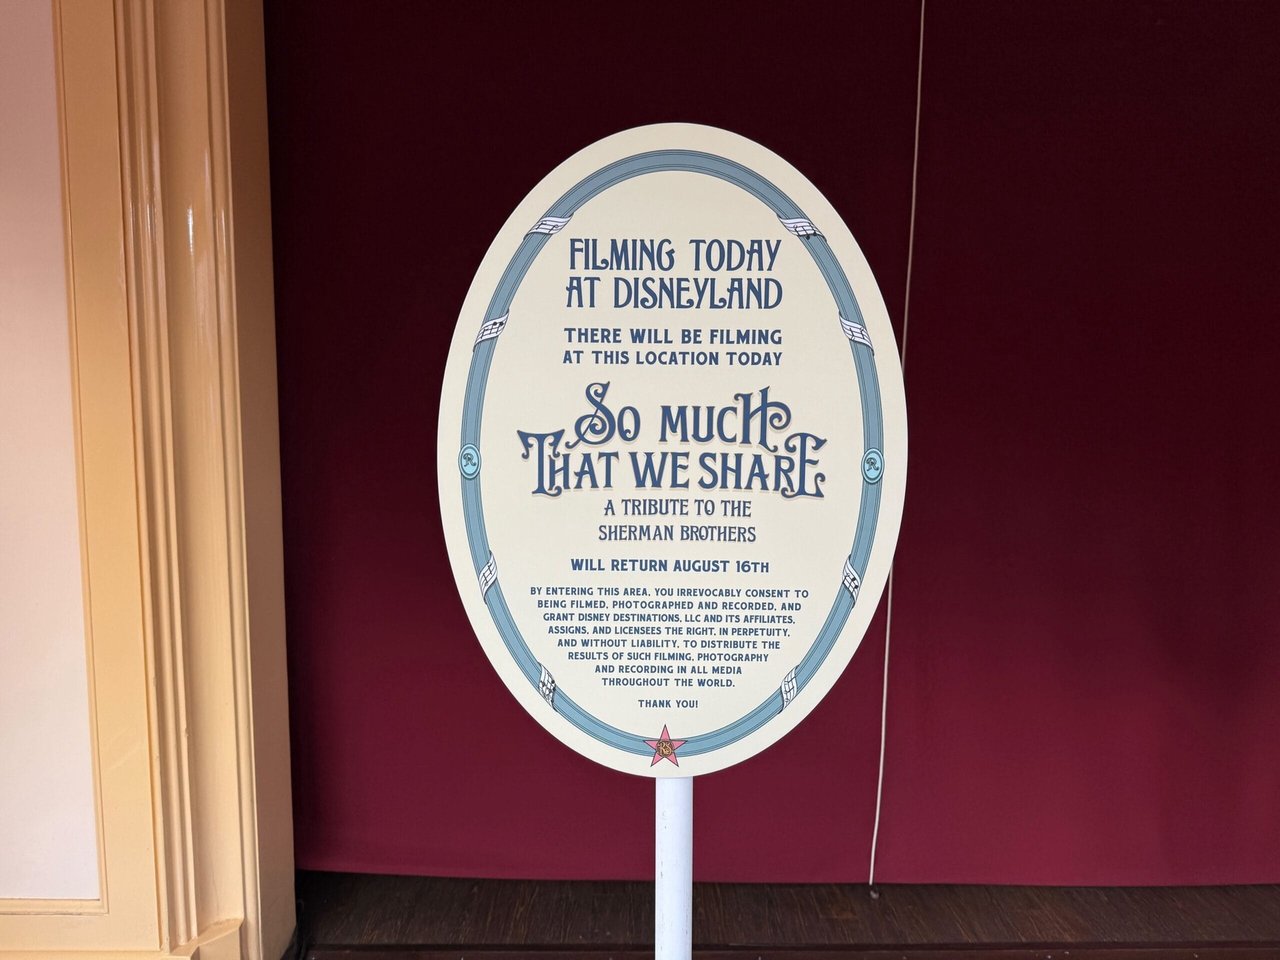 FILMING TODAY
AT DISNEYLAND
THERE WILL BE FILMING
AT THIS LOCATION TODAY
SO MUCH
THAT WE SHARE
A TRIBUTE TO THE
SHERMAN BROTHERS
WILL RETURN AUGUST 16TH
BY ENTERING THIS AREA, YOU IRREVOCABLY CONSENT TO
BEING FILMED, PHOTOGRAPHED AND RECORDED, AND
GRANT DISNEY DESTINATIONS, LLC AND ITS AFFILIATES,
ASSIGNS, AND LICENSEES THE RIGHT, IN PERPETUITY,
AND WITHOUT LIABILITY, TO DISTRIBUTE THE
RESULTS OF SUCH FILMING, PHOTOGRAPHY
AND RECORDING IN ALL MEDIA
THROUGHOUT THE WORLD.
THANK YOU!
R
R